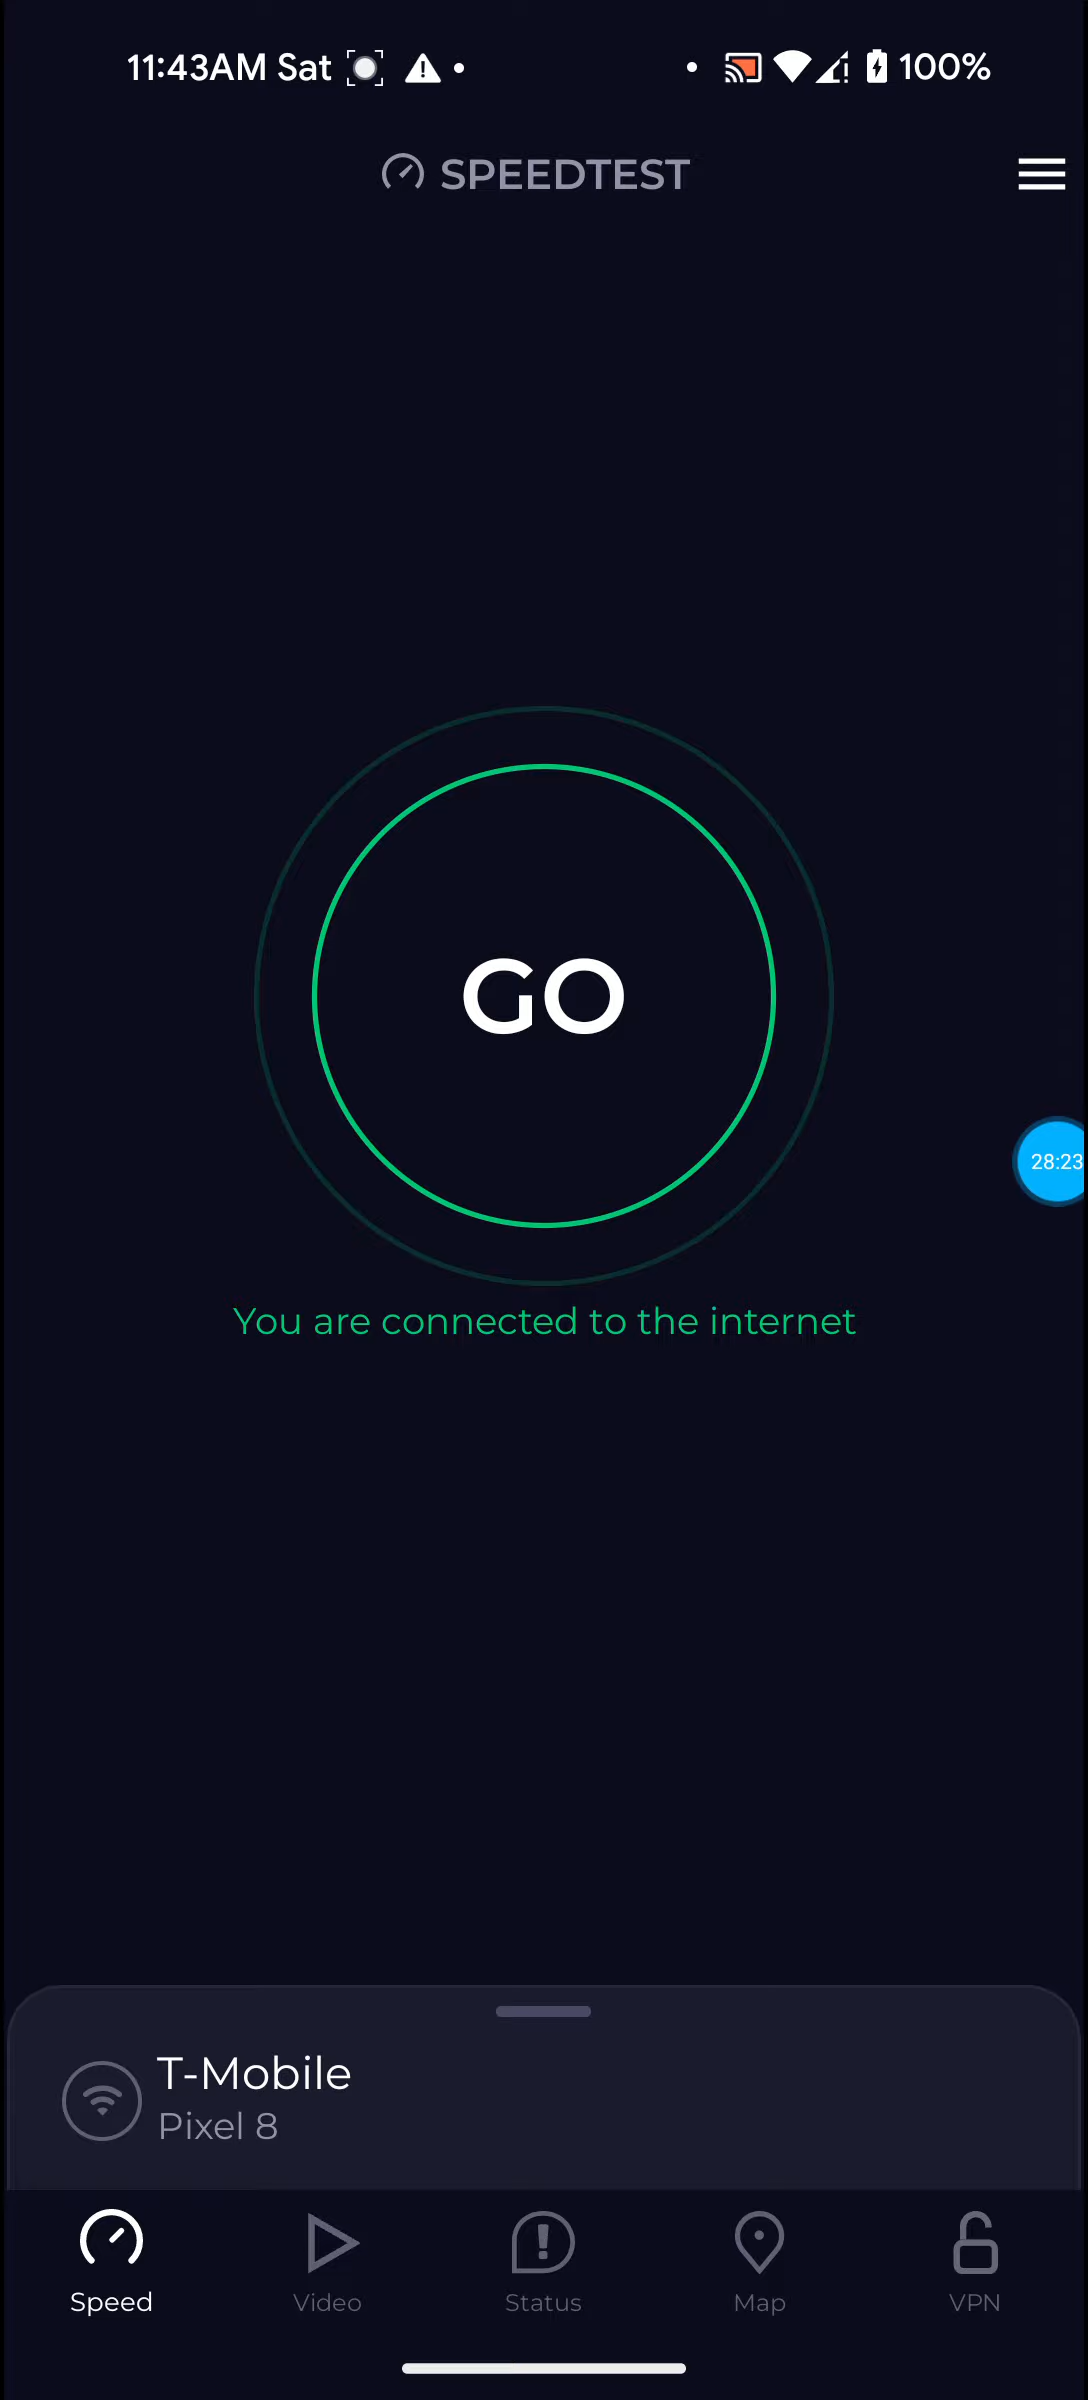 11:43AM Sat 100%
SPEEDTEST
GO
28:23
You are connected to the internet
T-Mobile
Pixel 8
Speed Video Status Map VPN